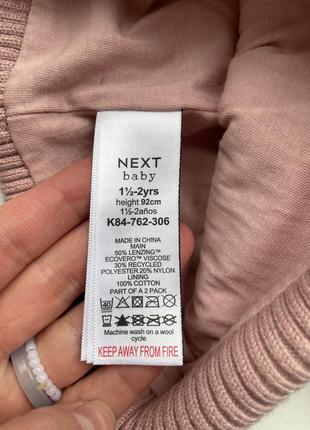 NEXT
baby
1½-2yrs
height 92cm
1½-2años
K84-762-306
MADE IN CHINA
MAIN
50% LENZING™
ECOVERO™ VISCOSE
30% RECYCLED
POLYESTER 20% NYLON
LINING
100% COTTON
PART OF A 2 PACK
Machine wash on a wool
cycle
KEEP AWAY FROM FIRE